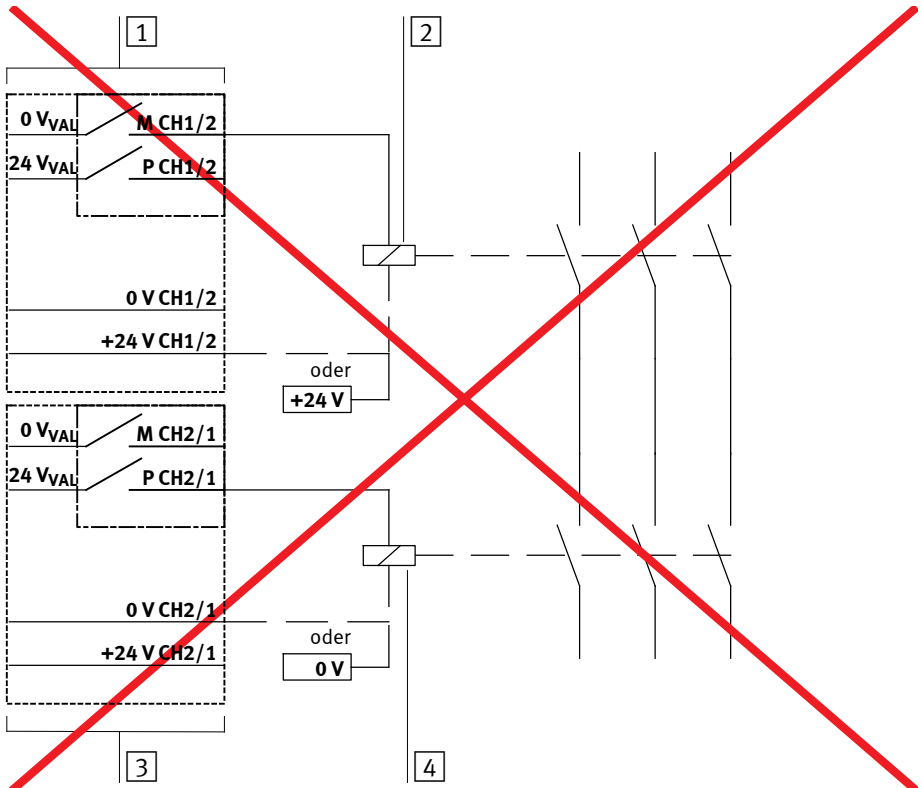 1
2
0 VVAL
M CH1/2
24 VVAL
P CH1/2
0 V CH1/2
+24 V CH1/2
oder
+24 V
0 VVAL
M CH2/1
24 VVAL
P CH2/1
0 V CH2/1
oder
+24 V CH2/1
0 V
3
4